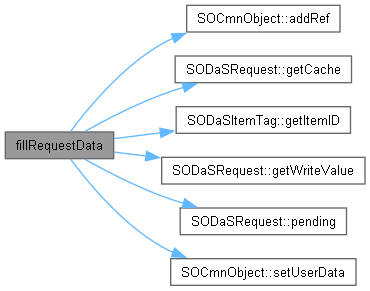 SOCmnObject::addRef
SODaSRequest::getCache
SODaSItemTag::getItemID
fillRequestData
SODaSRequest::getWriteValue
SODaSRequest::pending
SOCmnObject::setUserData